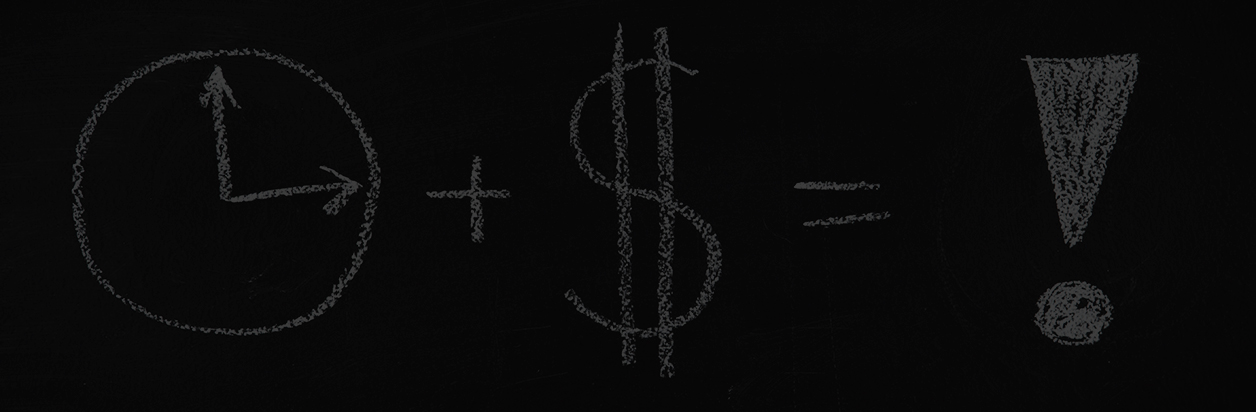 + $ = !